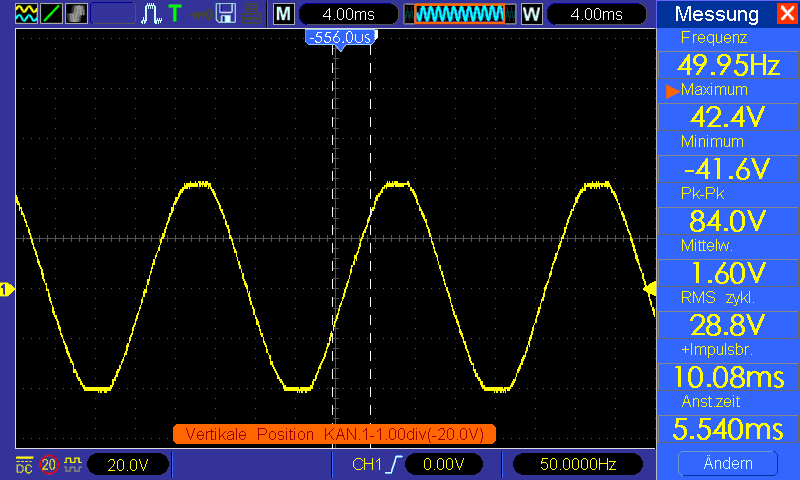 T M 4.00ms W 4.00ms Messung
-556.0us
Frequenz
49.95Hz
Maximum
42.4V
Minimum
-41.6V
Pk-Pk
84.0V
Mittelw.
1.60V
RMS zykl.
28.8V
+Impulsbr.
10.08ms
Anst.zeit
5.540ms
Ändern
1
Vertikale Position KAN.1-1.00div(-20.0V)
DC 20 20.0V CH1 0.00V 50.0000Hz